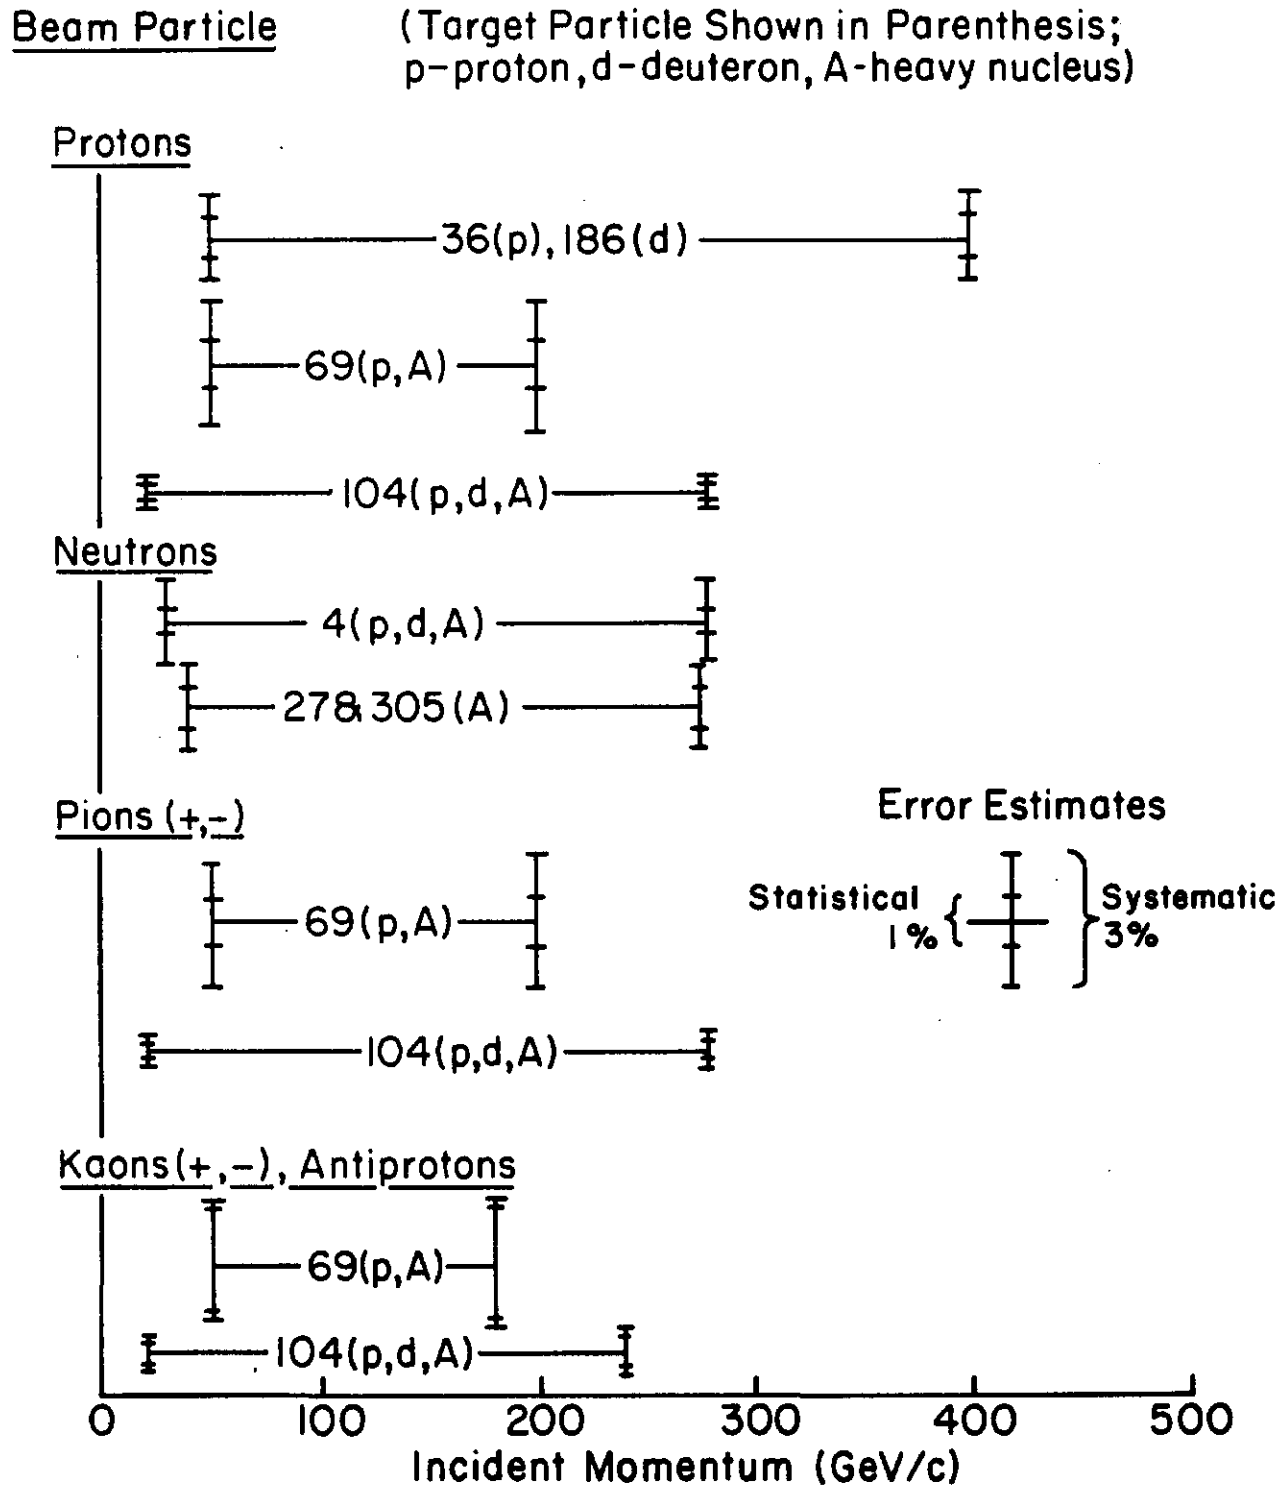 Beam Particle
(Target Particle Shown in Parenthesis;
p-proton, d-deuteron, A-heavy nucleus)
Protons
36(p), 186(d)
69(p,A)
104(p,d,A)
Neutrons
4(p,d,A)
278&305(A)
Pions (+,-)
69(p,A)
104(p,d,A)
Error Estimates
Statistical
1%
Systematic
3%
Kaons(+,-), Antiprotons
69(p,A)
104(p,d,A)
0 100 200 300 400 500
Incident Momentum (GeV/c)